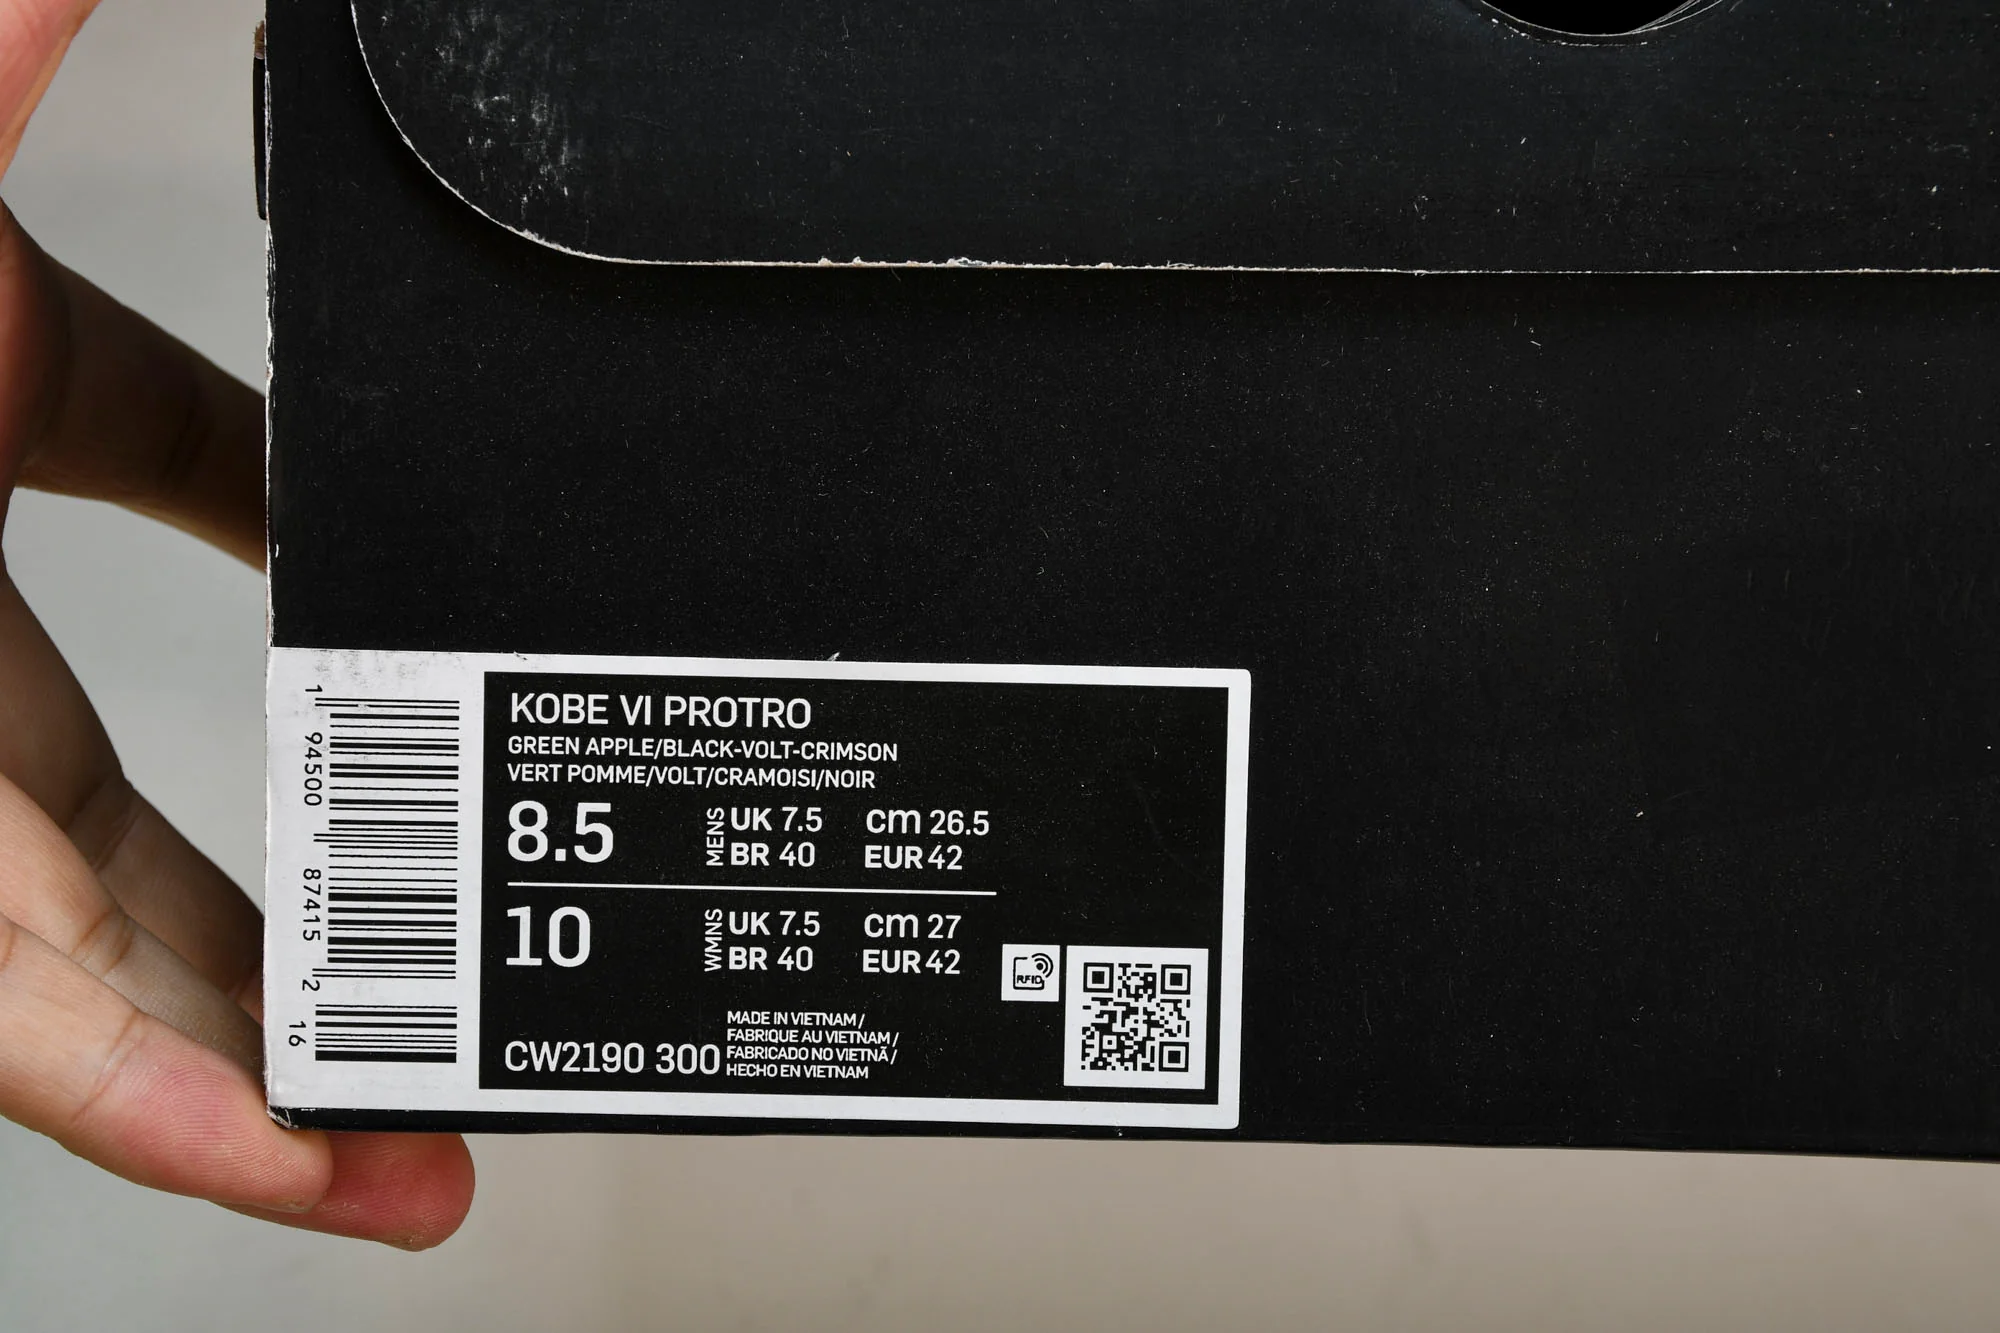 1 94500 87415 2 16
KOBE VI PROTRO
GREEN APPLE/BLACK-VOLT-CRIMSON
VERT POMME/VOLT/CRAMOISI/NOIR
8.5 MENS UK 7.5 cm 26.5
BR 40 EUR 42
10 WMNS UK 7.5 cm 27
BR 40 EUR 42
RFID
MADE IN VIETNAM /
FABRIQUE AU VIETNAM /
FABRICADO NO VIETNÃ /
HECHO EN VIETNAM
CW2190 300